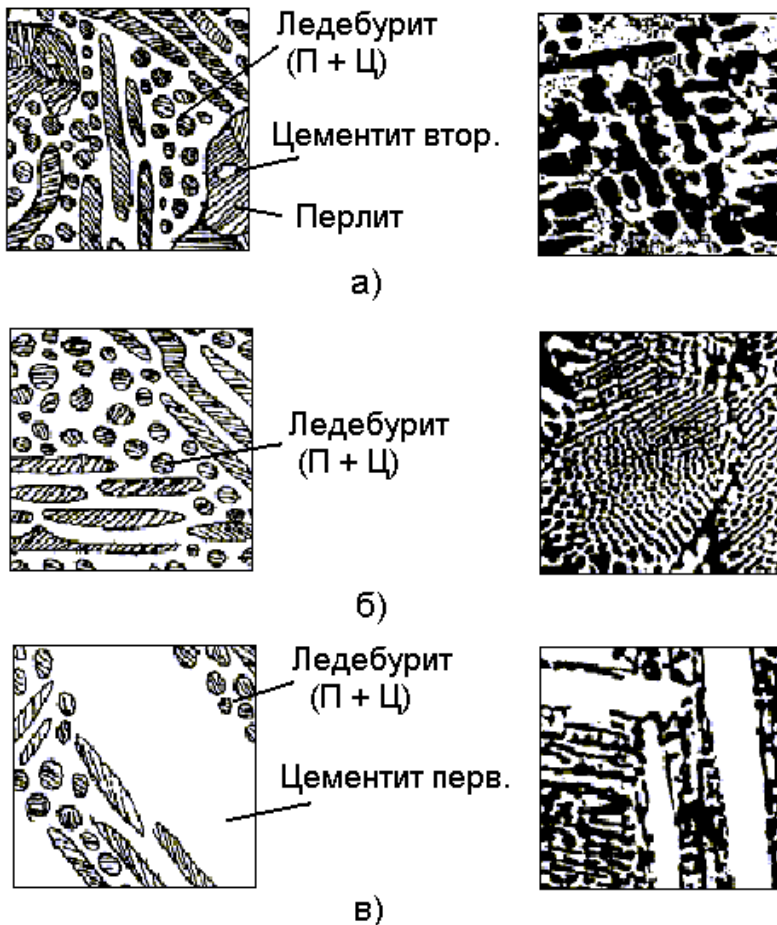 Ледебурит
(П + Ц)
Цементит втор.
Перлит
а)
Ледебурит
(П + Ц)
б)
Ледебурит
(П + Ц)
Цементит перв.
в)